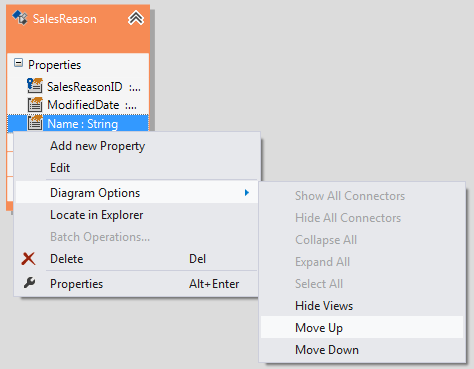 SalesReason
Properties
SalesReasonID :...
ModifiedDate :...
Name : String
Add new Property
Edit
Diagram Options
Locate in Explorer
Batch Operations...
Delete Del
Properties Alt+Enter
Show All Connectors
Hide All Connectors
Collapse All
Expand All
Select All
Hide Views
Move Up
Move Down